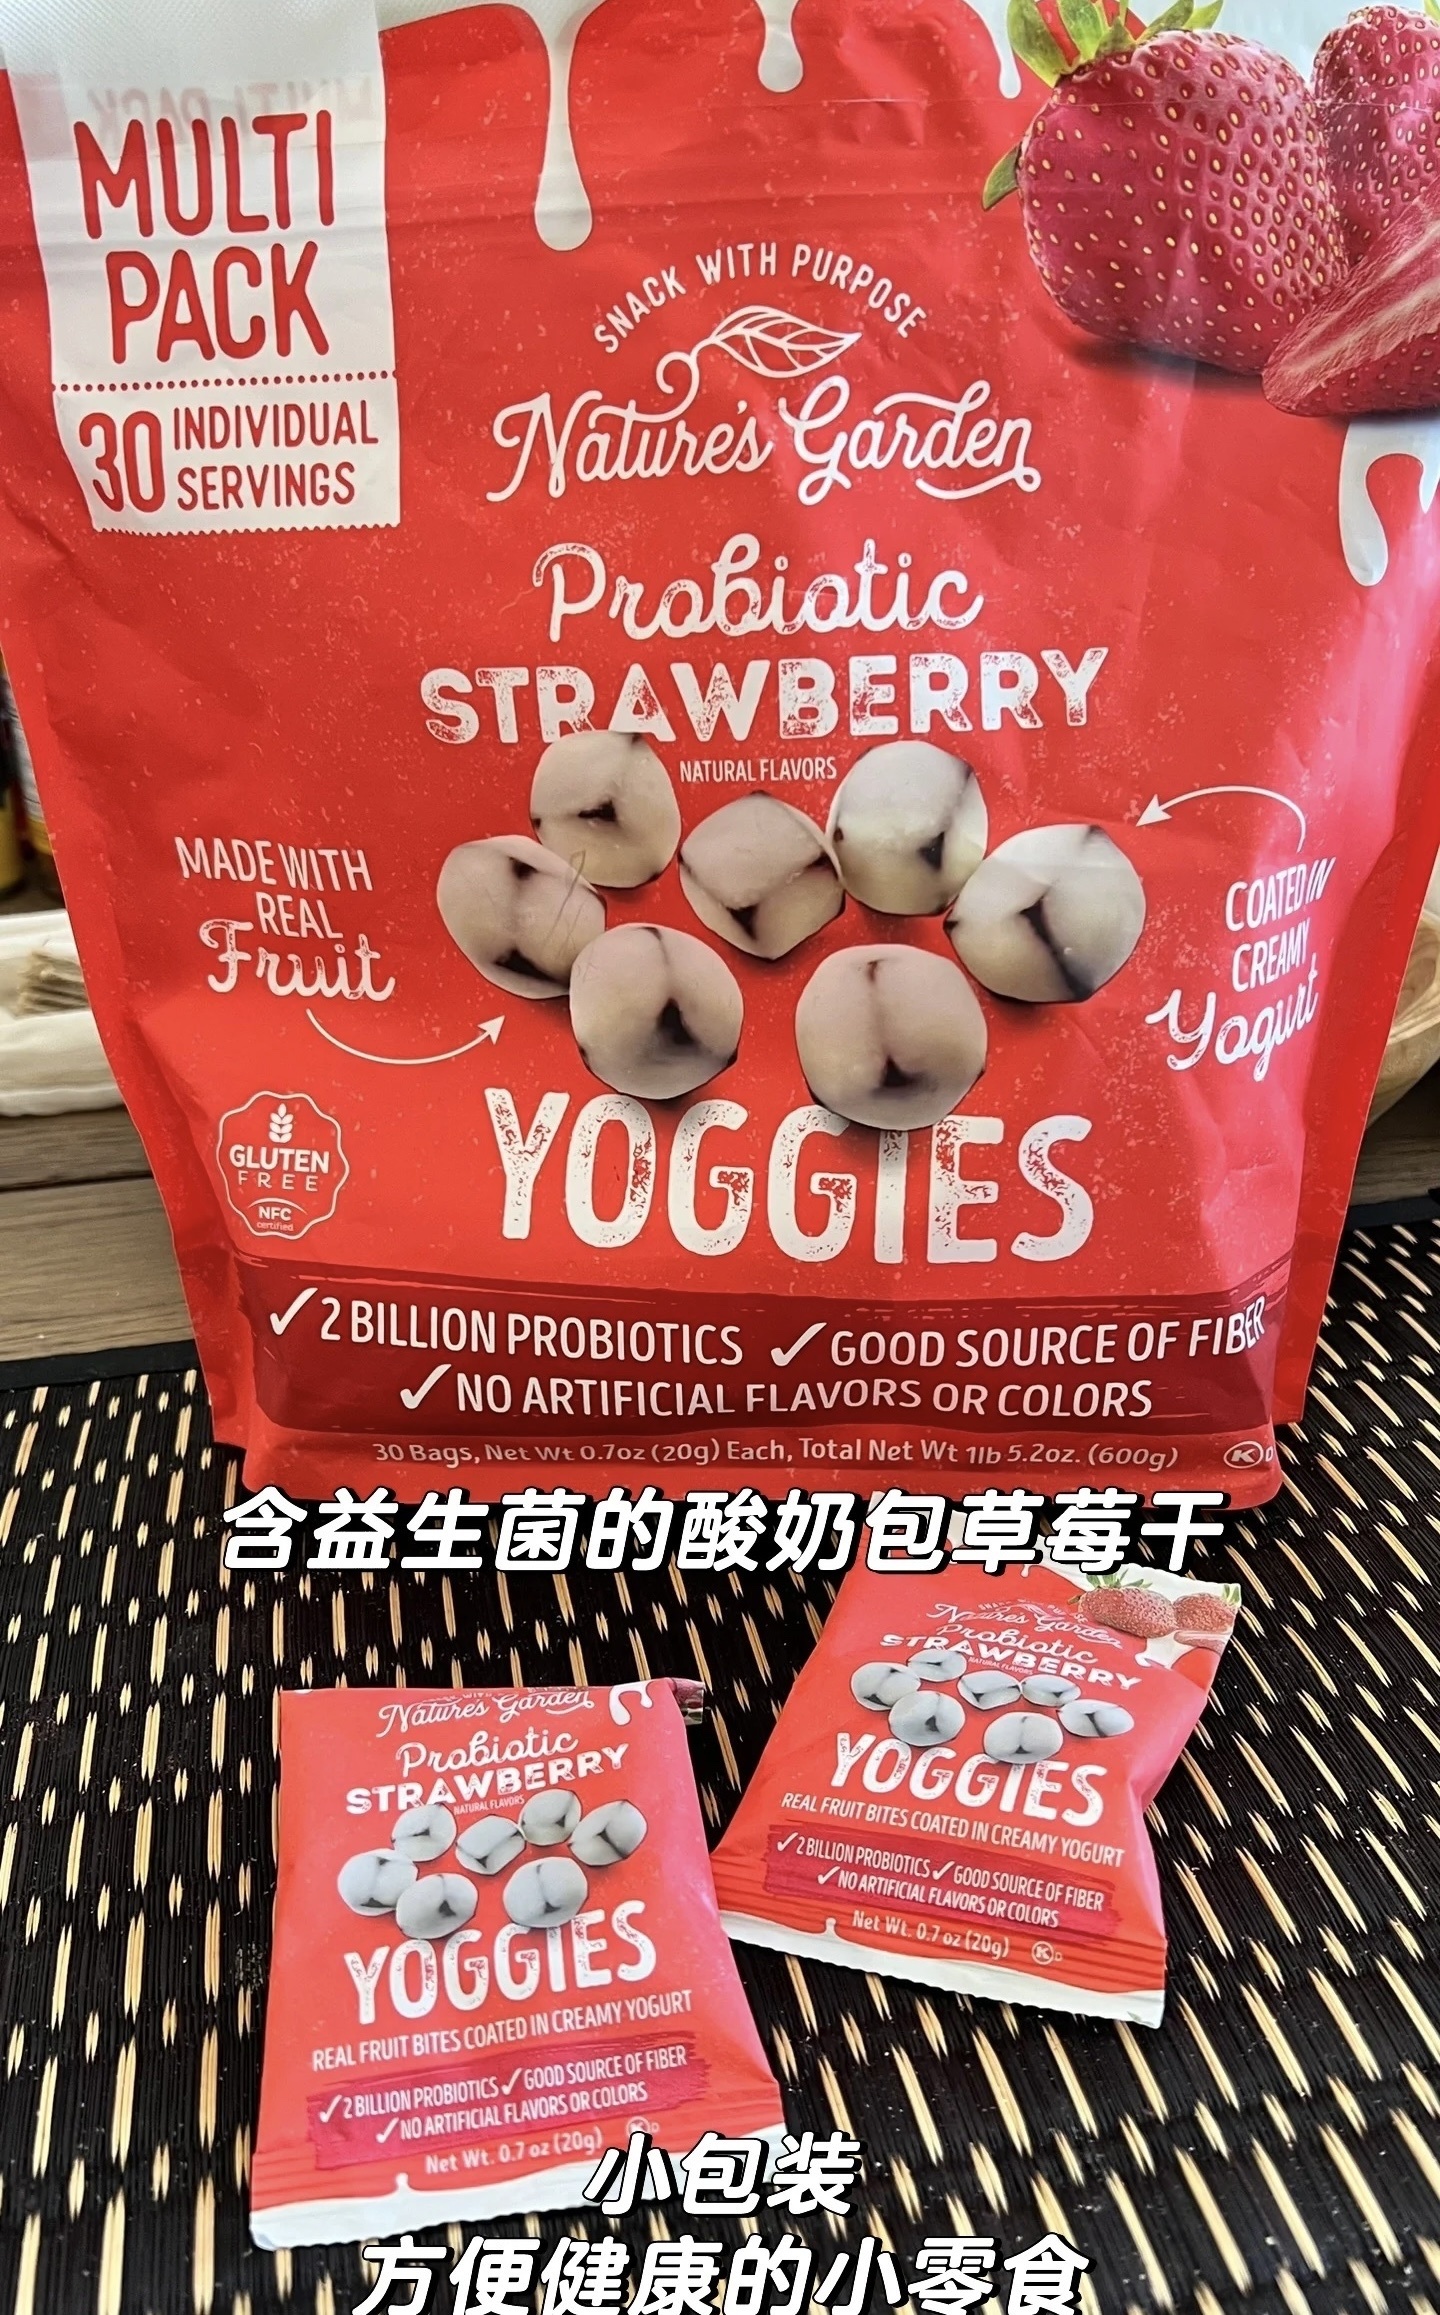 MULTI
PACK
30 INDIVIDUAL
SERVINGS
SNACK WITH PURPOSE
Nature's Garden
Probiotic
STRAWBERRY
NATURAL FLAVORS
MADE WITH
REAL
Fruit
COATED IN
CREAMY
Yogurt
GLUTEN
FREE
NFC
certified
YOGGIES
✓ 2 BILLION PROBIOTICS ✓ GOOD SOURCE OF FIBER
✓ NO ARTIFICIAL FLAVORS OR COLORS
30 Bags, Net Wt 0.7oz (20g) Each, Total Net Wt 1lb 5.2oz. (600g)
K D
含益生菌的酸奶包草莓干
Nature's Garden
Probiotic
STRAWBERRY
NATURAL FLAVORS
YOGGIES
REAL FRUIT BITES COATED IN CREAMY YOGURT
✓ 2 BILLION PROBIOTICS ✓ GOOD SOURCE OF FIBER
✓ NO ARTIFICIAL FLAVORS OR COLORS
Net Wt. 0.7 oz (20g) K D
Nature's Garden
Probiotic
STRAWBERRY
NATURAL FLAVORS
YOGGIES
REAL FRUIT BITES COATED IN CREAMY YOGURT
✓ 2 BILLION PROBIOTICS ✓ GOOD SOURCE OF FIBER
✓ NO ARTIFICIAL FLAVORS OR COLORS
Net Wt. 0.7 oz (20g) K D
小包装
方便健康的小零食